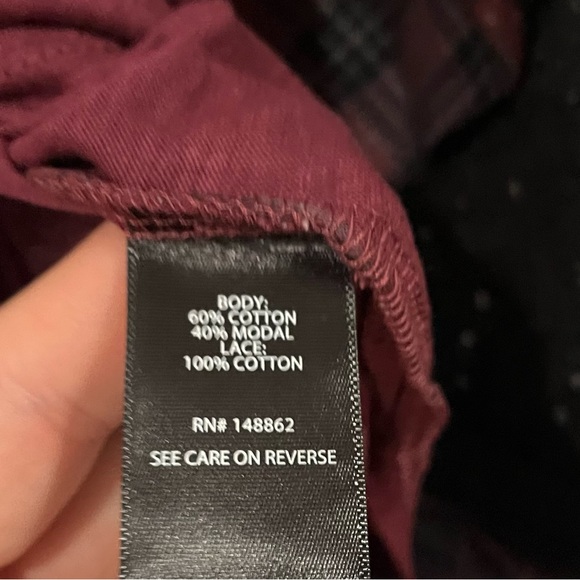 BODY:
60% COTTON
40% MODAL
LACE:
100% COTTON
RN# 148862
SEE CARE ON REVERSE